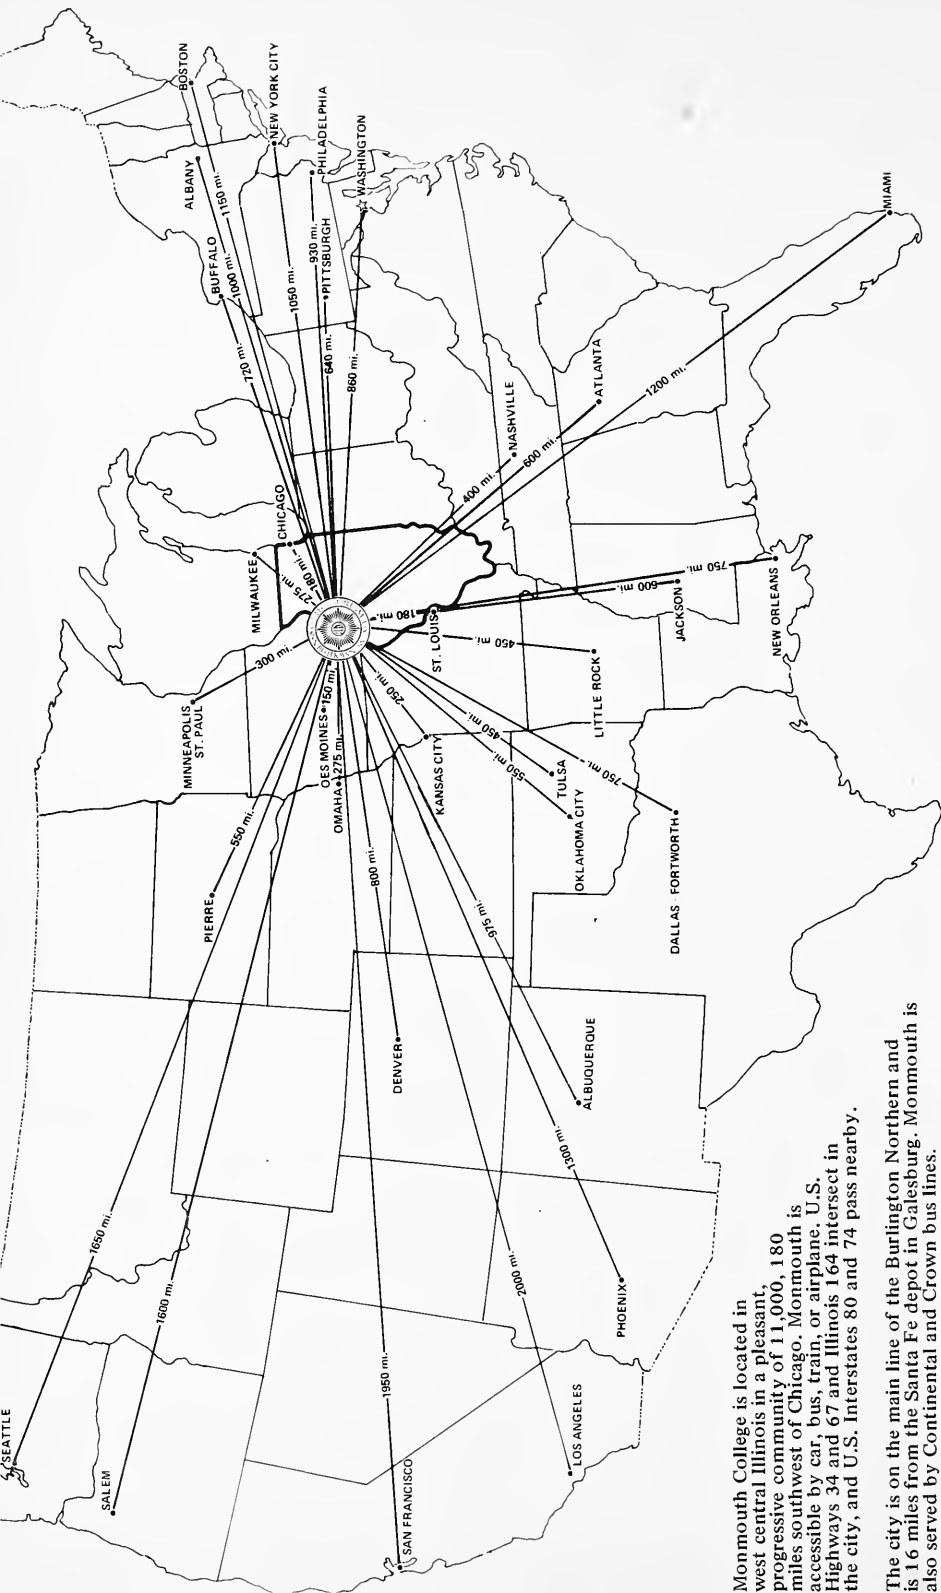 SEATTLE
SALEM
SAN FRANCISCO
LOS ANGELES
PHOENIX
ALBUQUERQUE
DENVER
PIERRE
MINNEAPOLIS
ST. PAUL
OMAHA
DES MOINES
KANSAS CITY
OKLAHOMA CITY
TULSA
DALLAS - FORTWORTH
LITTLE ROCK
ST. LOUIS
JACKSON
NEW ORLEANS
MILWAUKEE
CHICAGO
NASHVILLE
ATLANTA
MIAMI
BUFFALO
ALBANY
BOSTON
NEW YORK CITY
PHILADELPHIA
PITTSBURGH
WASHINGTON
1650 mi.
1600 mi.
1950 mi.
2000 mi.
1300 mi.
975 mi.
800 mi.
550 mi.
300 mi.
275 mi.
150 mi.
250 mi.
550 mi.
450 mi.
750 mi.
450 mi.
180 mi.
600 mi.
750 mi.
275 mi.
180 mi.
400 mi.
600 mi.
1200 mi.
720 mi.
1000 mi.
1150 mi.
1050 mi.
930 mi.
640 mi.
860 mi.
Monmouth College is located in
west central Illinois in a pleasant,
progressive community of 11,000, 180
miles southwest of Chicago. Monmouth is
accessible by car, bus, train, or airplane. U.S.
Highways 34 and 67 and Illinois 164 intersect in
the city, and U.S. Interstates 80 and 74 pass nearby.
The city is on the main line of the Burlington Northern and
is 16 miles from the Santa Fe depot in Galesburg. Monmouth is
also served by Continental and Crown bus lines.